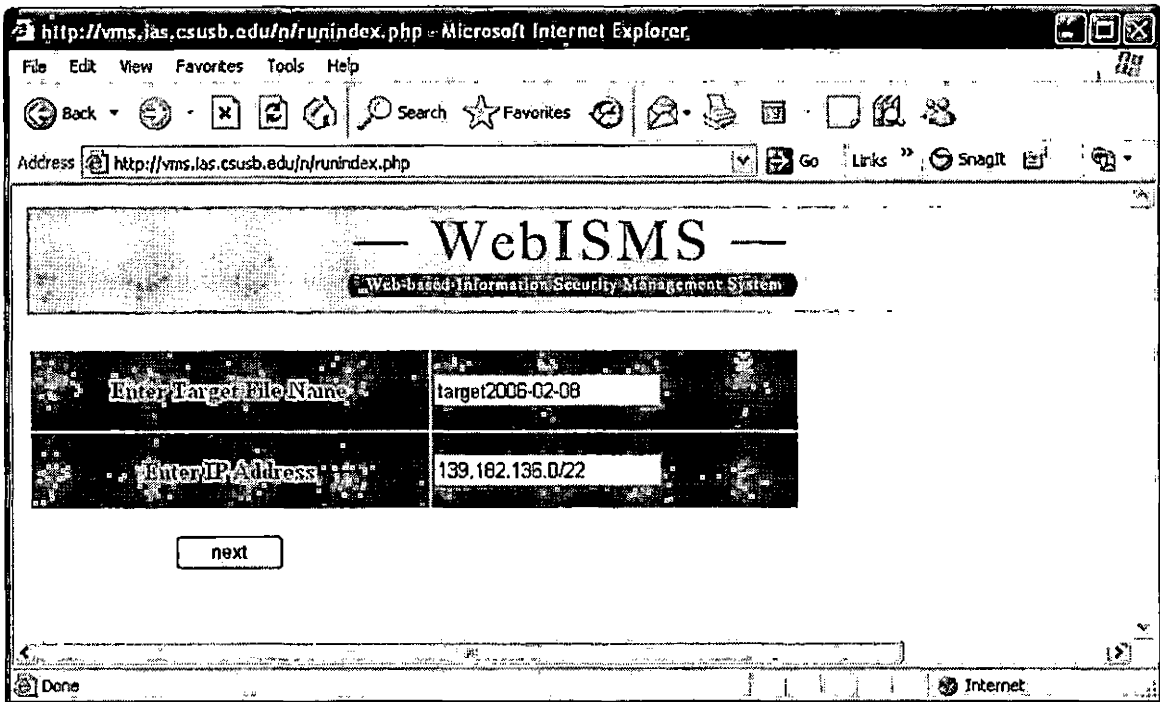 http://vms.ias.csusb.edu/n/runindex.php - Microsoft Internet Explorer
File Edit View Favorites Tools Help
Back Search Favorites
Address http://vms.ias.csusb.edu/n/runindex.php Go Links » SnagIt
— WebISMS —
Web-based Information Security Management System
Enter Target File Name target2006-02-08
Enter IP Address 139.182.136.0/22
next
Done Internet